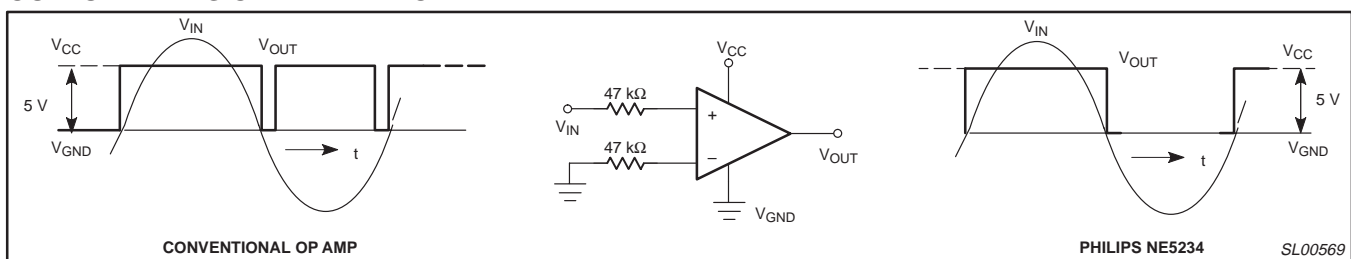 V_IN
V_CC
V_OUT
5 V
V_GND
t
CONVENTIONAL OP AMP
V_CC
47 kΩ
V_IN
+
47 kΩ
−
V_OUT
V_GND
V_IN
V_OUT
V_CC
5 V
V_GND
t
PHILIPS NE5234
SL00569